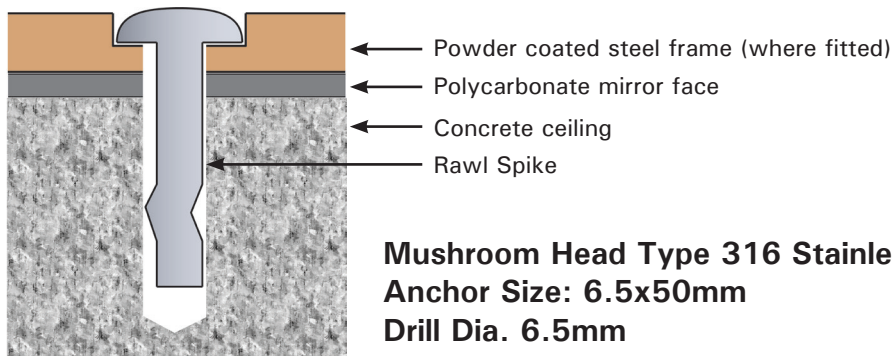 Powder coated steel frame (where fitted)
Polycarbonate mirror face
Concrete ceiling
Rawl Spike
Mushroom Head Type 316 Stainle
Anchor Size: 6.5x50mm
Drill Dia. 6.5mm